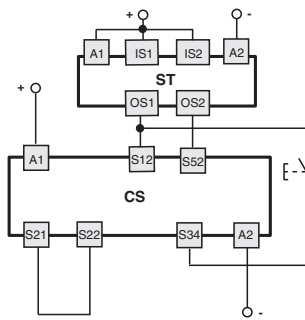 + -
A1 IS1 IS2 A2
ST
OS1 OS2
+
A1 S12 S52
CS
S21 S22 S34 A2
-